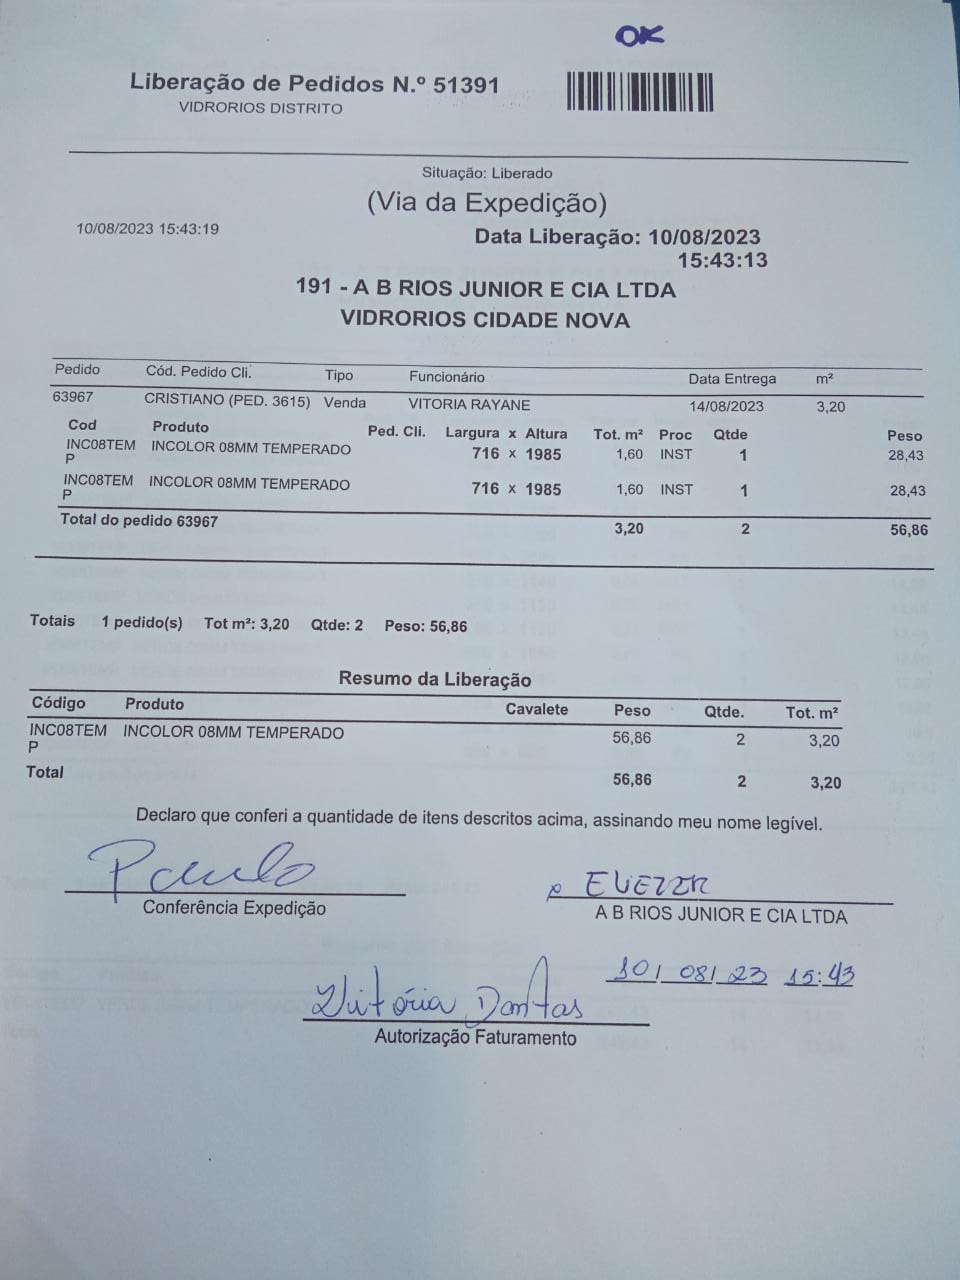 OK
Liberação de Pedidos N.º 51391
VIDRORIOS DISTRITO
Situação: Liberado
(Via da Expedição)
10/08/2023 15:43:19
Data Liberação: 10/08/2023
15:43:13
191 - A B RIOS JUNIOR E CIA LTDA
VIDRORIOS CIDADE NOVA
Pedido Cód. Pedido Cli. Tipo Funcionário Data Entrega m²
63967 CRISTIANO (PED. 3615) Venda VITORIA RAYANE 14/08/2023 3,20
Cod Produto Ped. Cli. Largura x Altura Tot. m² Proc Qtde Peso
INC08TEM INCOLOR 08MM TEMPERADO 716 x 1985 1,60 INST 1 28,43
P
INC08TEM INCOLOR 08MM TEMPERADO 716 x 1985 1,60 INST 1 28,43
P
Total do pedido 63967 3,20 2 56,86
Totais 1 pedido(s) Tot m²: 3,20 Qtde: 2 Peso: 56,86
Resumo da Liberação
Código Produto Cavalete Peso Qtde. Tot. m²
INC08TEM INCOLOR 08MM TEMPERADO 56,86 2 3,20
P
Total 56,86 2 3,20
Declaro que conferi a quantidade de itens descritos acima, assinando meu nome legível.
Paulo
Conferência Expedição
x
A B RIOS JUNIOR E CIA LTDA
10/08/23 15:43
Vitória Dantas
Autorização Faturamento